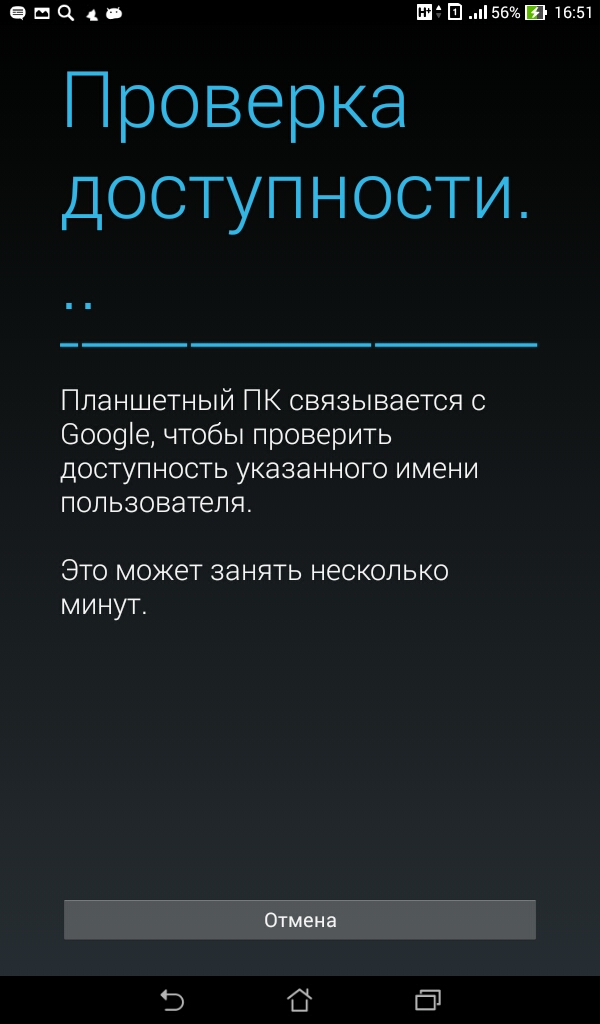 H+ 1 56% 16:51
Проверка
доступности.
..
Планшетный ПК связывается с
Google, чтобы проверить
доступность указанного имени
пользователя.
Это может занять несколько
минут.
Отмена